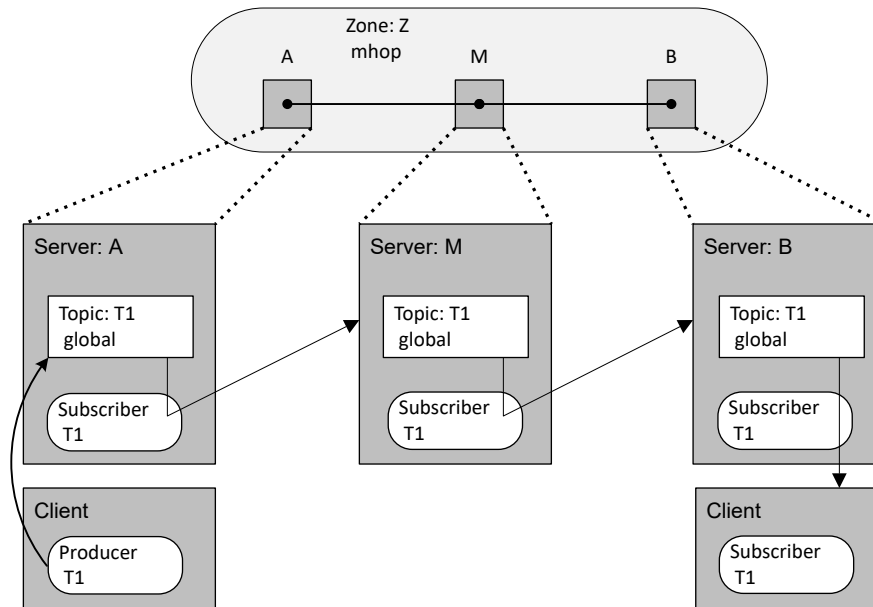 Zone: Z
mhop
A
M
B
Server: A
Topic: T1
global
Subscriber
T1
Server: M
Topic: T1
global
Subscriber
T1
Server: B
Topic: T1
global
Subscriber
T1
Client
Producer
T1
Client
Subscriber
T1